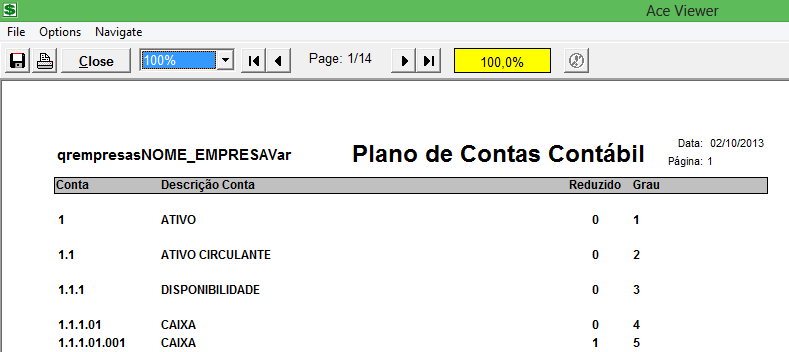 Ace Viewer
File Options Navigate
Close 100% Page: 1/14 100,0%
Data: 02/10/2013
qrempresasNOME_EMPRESAVar Plano de Contas Contábil
Página: 1
Conta Descrição Conta Reduzido Grau
1 ATIVO 0 1
1.1 ATIVO CIRCULANTE 0 2
1.1.1 DISPONIBILIDADE 0 3
1.1.1.01 CAIXA 0 4
1.1.1.01.001 CAIXA 1 5